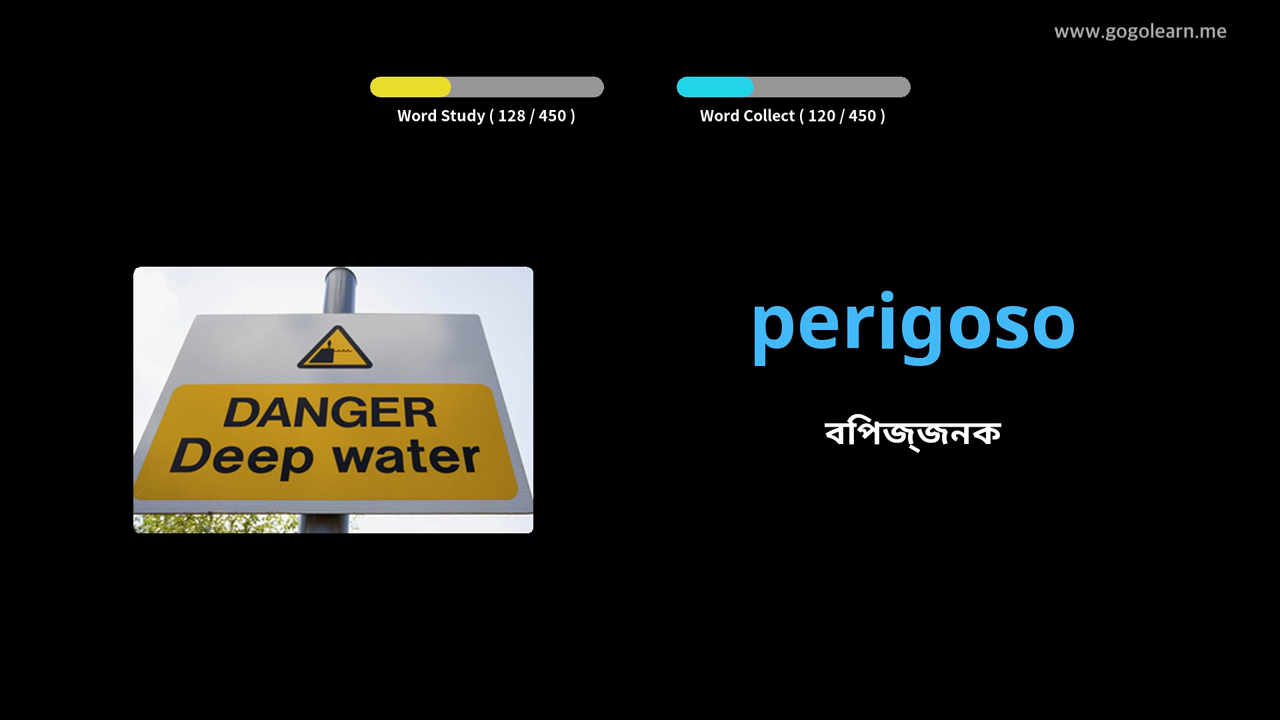 www.gogolearn.me
Word Study ( 128 / 450 )
Word Collect ( 120 / 450 )
DANGER
Deep water
perigoso
বপিজ্‌জনক